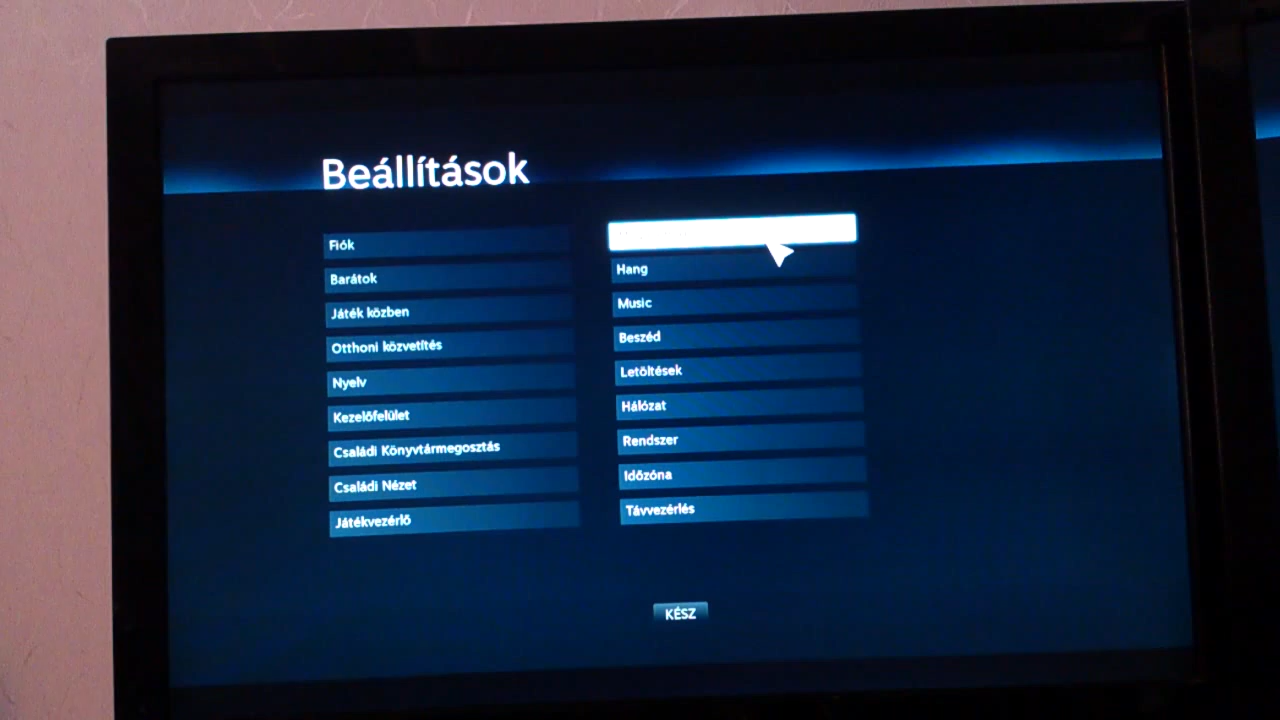 Beállítások
Fiók
Barátok
Játék közben
Otthoni közvetítés
Nyelv
Kezelőfelület
Családi Könyvtármegosztás
Családi Nézet
Játékvezérlő
Hang
Music
Beszéd
Letöltések
Hálózat
Rendszer
Időzóna
Távvezérlés
KÉSZ